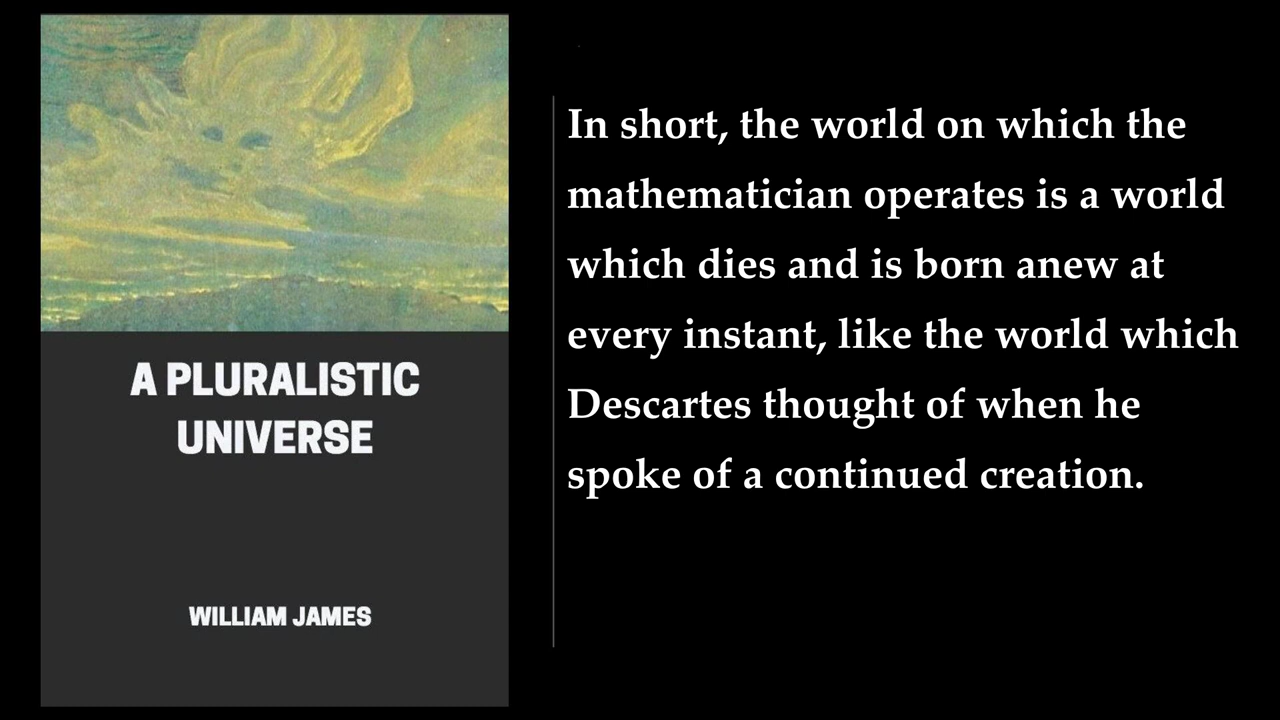 A PLURALISTIC
UNIVERSE
WILLIAM JAMES
In short, the world on which the
mathematician operates is a world
which dies and is born anew at
every instant, like the world which
Descartes thought of when he
spoke of a continued creation.